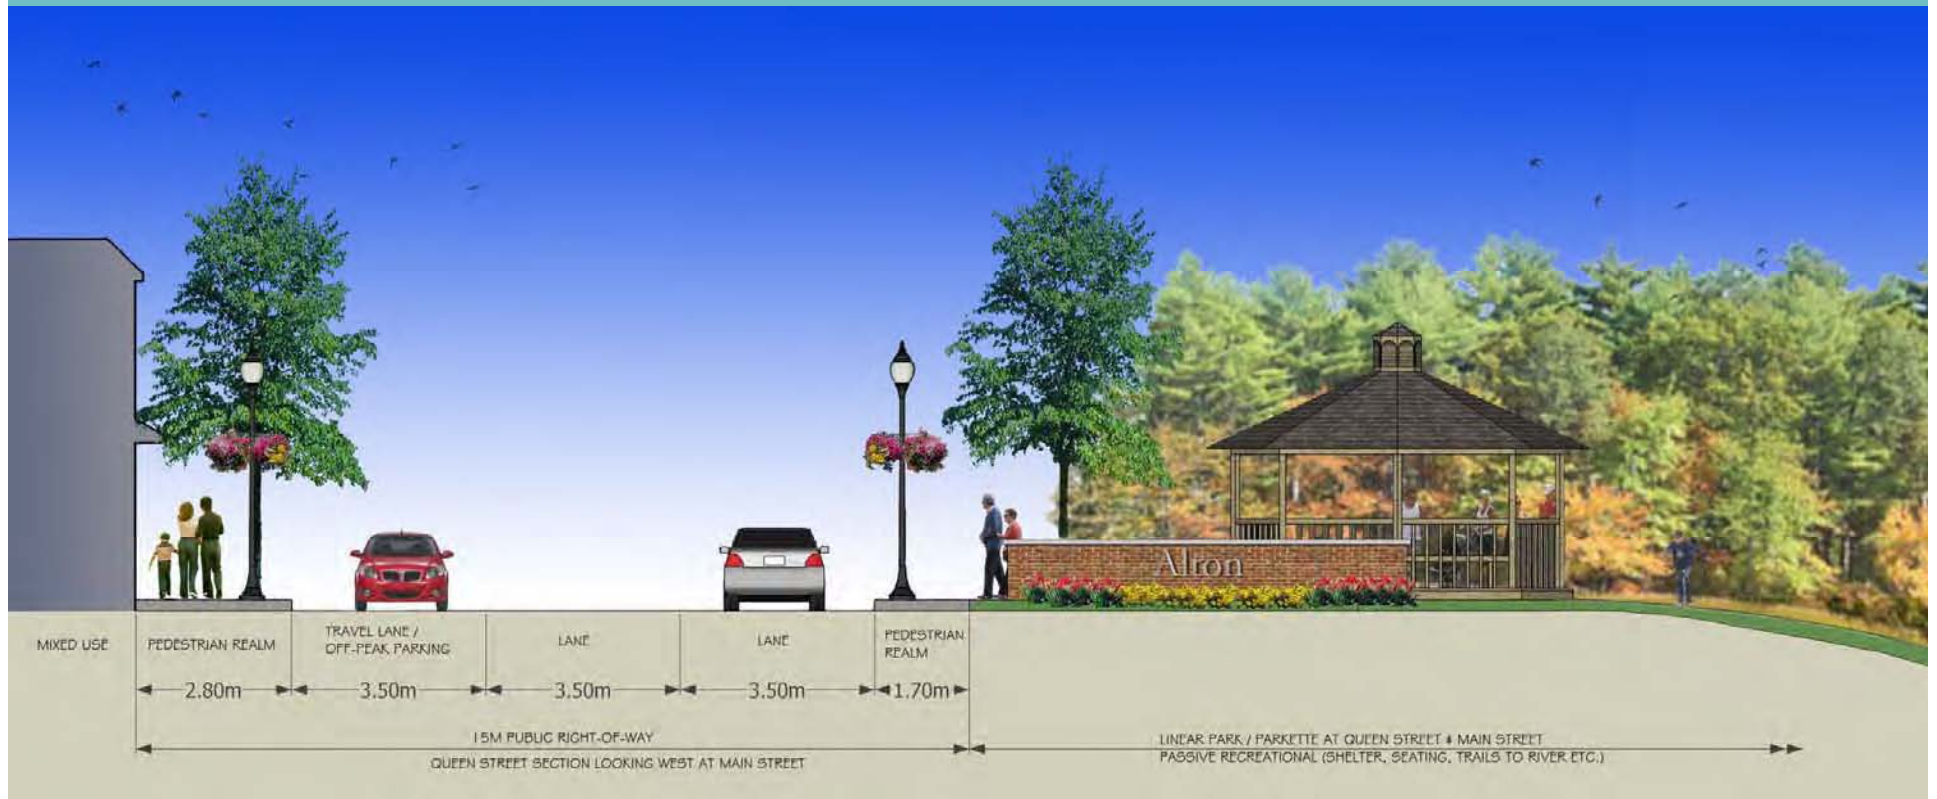 Alton
MIXED USE
PEDESTRIAN REALM
TRAVEL LANE /
OFF-PEAK PARKING
LANE
LANE
PEDESTRIAN
REALM
2.80m
3.50m
3.50m
3.50m
1.70m
15M PUBLIC RIGHT-OF-WAY
QUEEN STREET SECTION LOOKING WEST AT MAIN STREET
LINEAR PARK / PARKETTE AT QUEEN STREET & MAIN STREET
PASSIVE RECREATIONAL (SHELTER, SEATING, TRAILS TO RIVER ETC.)